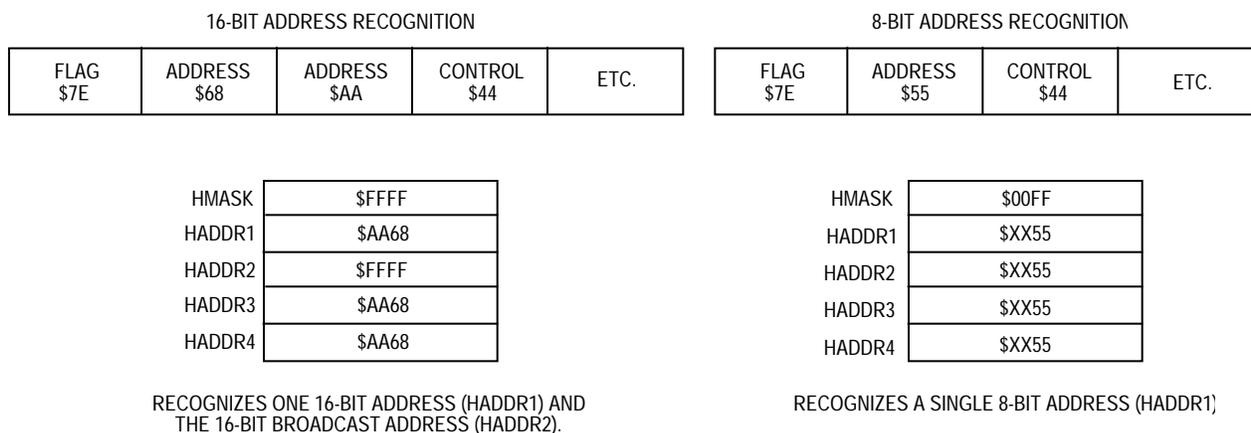 16-BIT ADDRESS RECOGNITION
FLAG
$7E
ADDRESS
$68
ADDRESS
$AA
CONTROL
$44
ETC.
HMASK $FFFF
HADDR1 $AA68
HADDR2 $FFFF
HADDR3 $AA68
HADDR4 $AA68
RECOGNIZES ONE 16-BIT ADDRESS (HADDR1) AND
THE 16-BIT BROADCAST ADDRESS (HADDR2).
8-BIT ADDRESS RECOGNITION
FLAG
$7E
ADDRESS
$55
CONTROL
$44
ETC.
HMASK $00FF
HADDR1 $XX55
HADDR2 $XX55
HADDR3 $XX55
HADDR4 $XX55
RECOGNIZES A SINGLE 8-BIT ADDRESS (HADDR1)